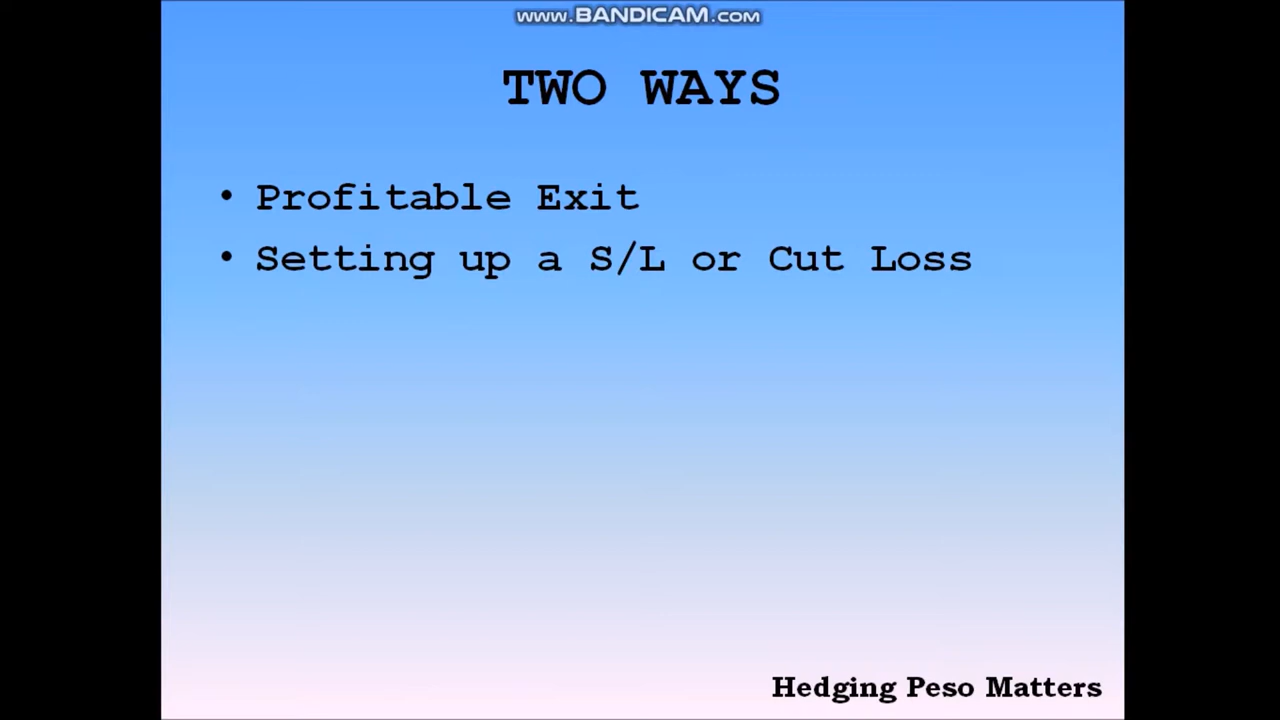 www.BANDICAM.com
TWO WAYS
• Profitable Exit
• Setting up a S/L or Cut Loss
Hedging Peso Matters